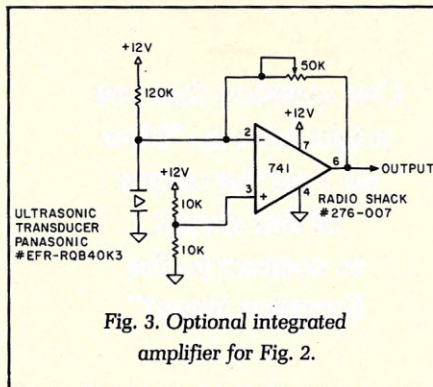 +12V
120K
50K
+12V
2
-
7
741
6
OUTPUT
+12V
3
+
4
10K
10K
RADIO SHACK
#276-007
ULTRASONIC
TRANSDUCER
PANASONIC
#EFR-RQB40K3
Fig. 3. Optional integrated
amplifier for Fig. 2.